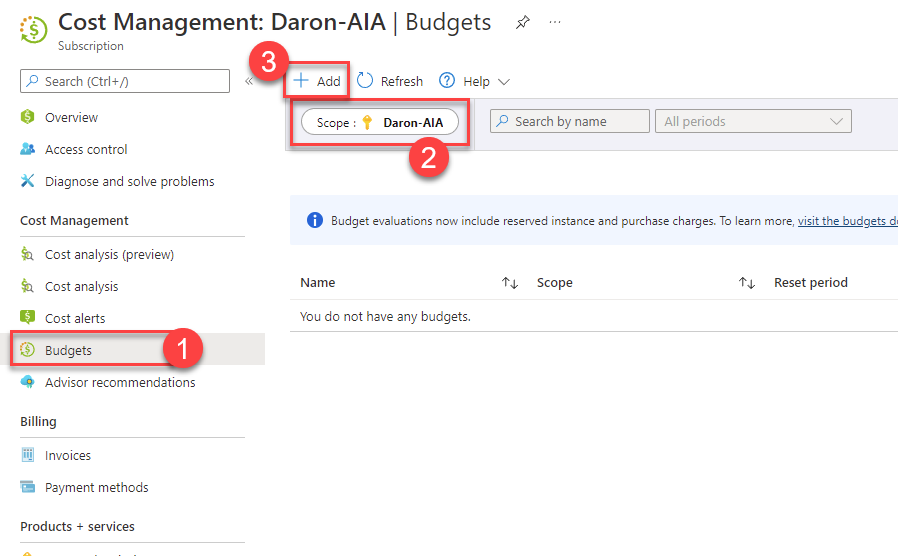 Cost Management: Daron-AIA | Budgets
Subscription
Search (Ctrl+/)
«
3
Add
Refresh
Help
Scope : Daron-AIA
2
Search by name
All periods
Overview
Access control
Diagnose and solve problems
Cost Management
Cost analysis (preview)
Cost analysis
Cost alerts
Budgets
1
Advisor recommendations
Billing
Invoices
Payment methods
Products + services
Budget evaluations now include reserved instance and purchase charges. To learn more, visit the budgets
Name
Scope
Reset period
You do not have any budgets.